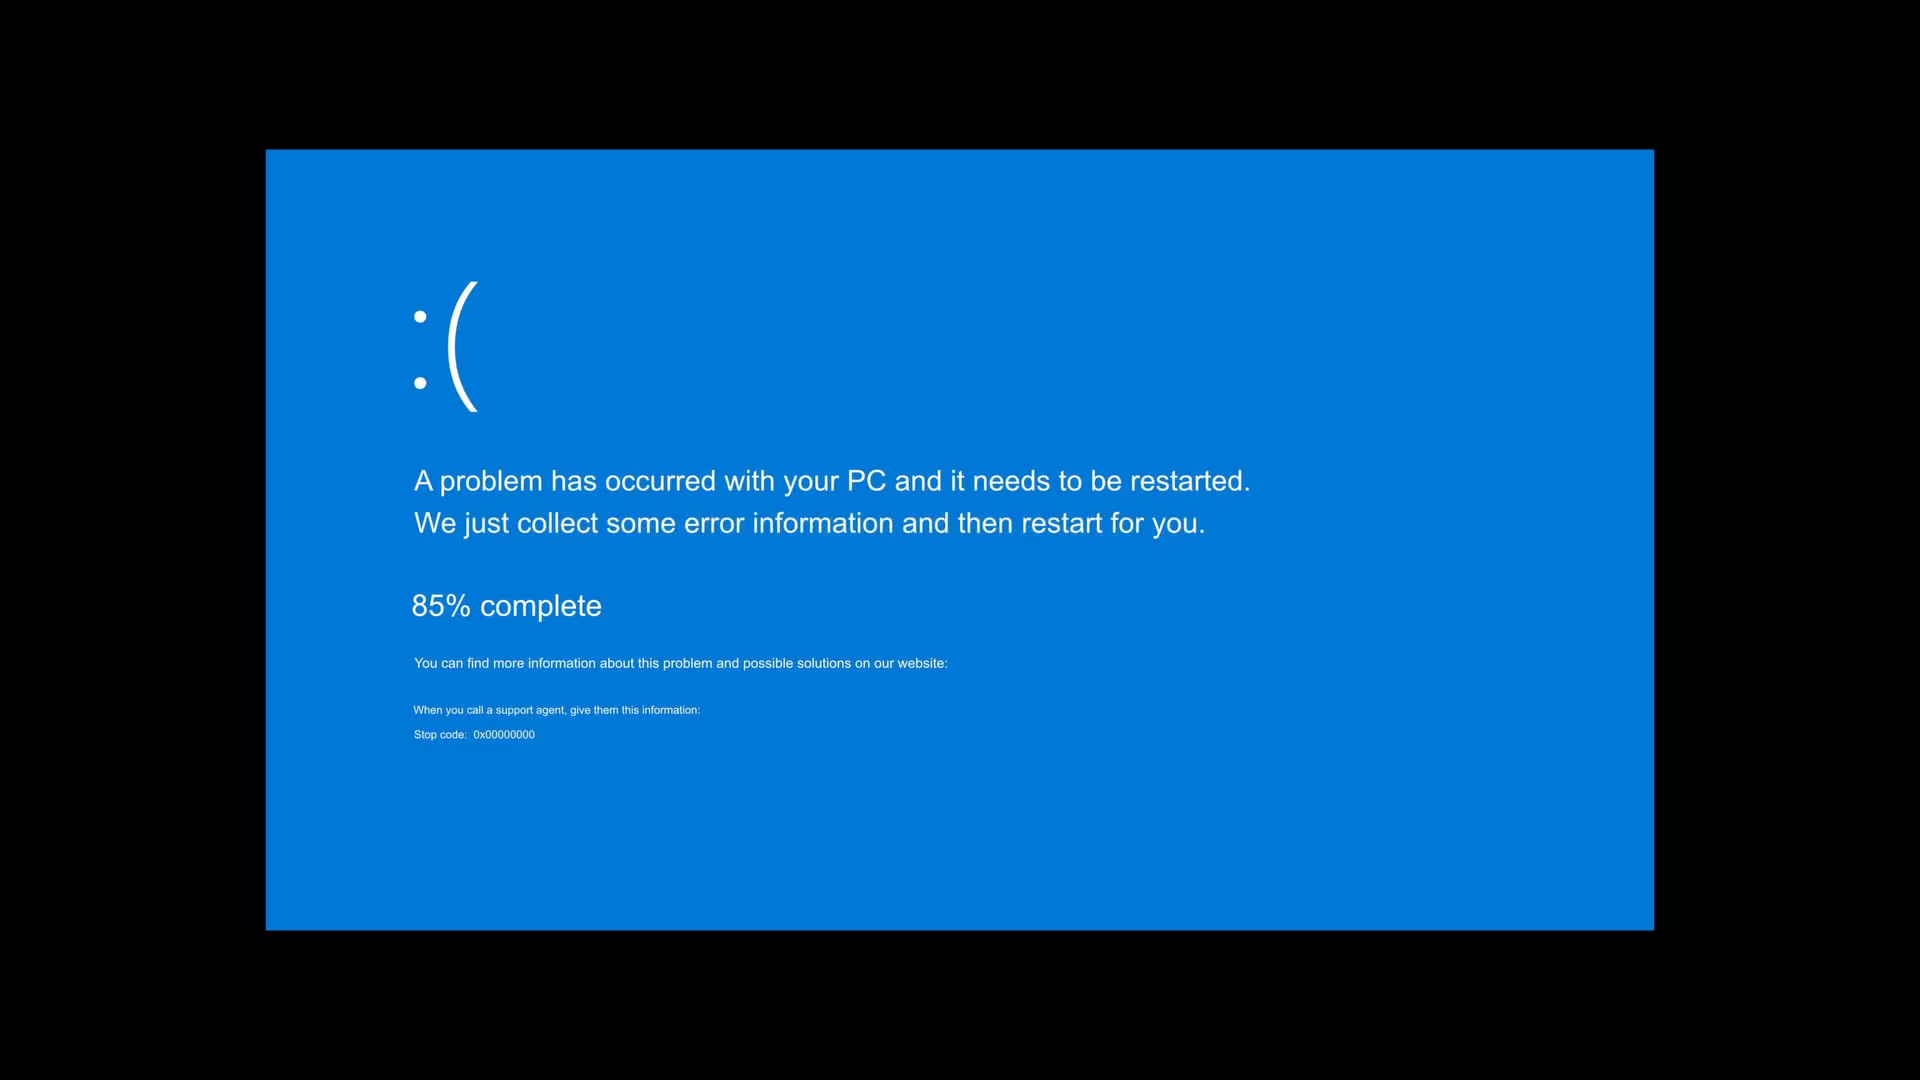 :(
A problem has occurred with your PC and it needs to be restarted.
We just collect some error information and then restart for you.
85% complete
You can find more information about this problem and possible solutions on our website:
When you call a support agent, give them this information:
Stop code:  0x00000000